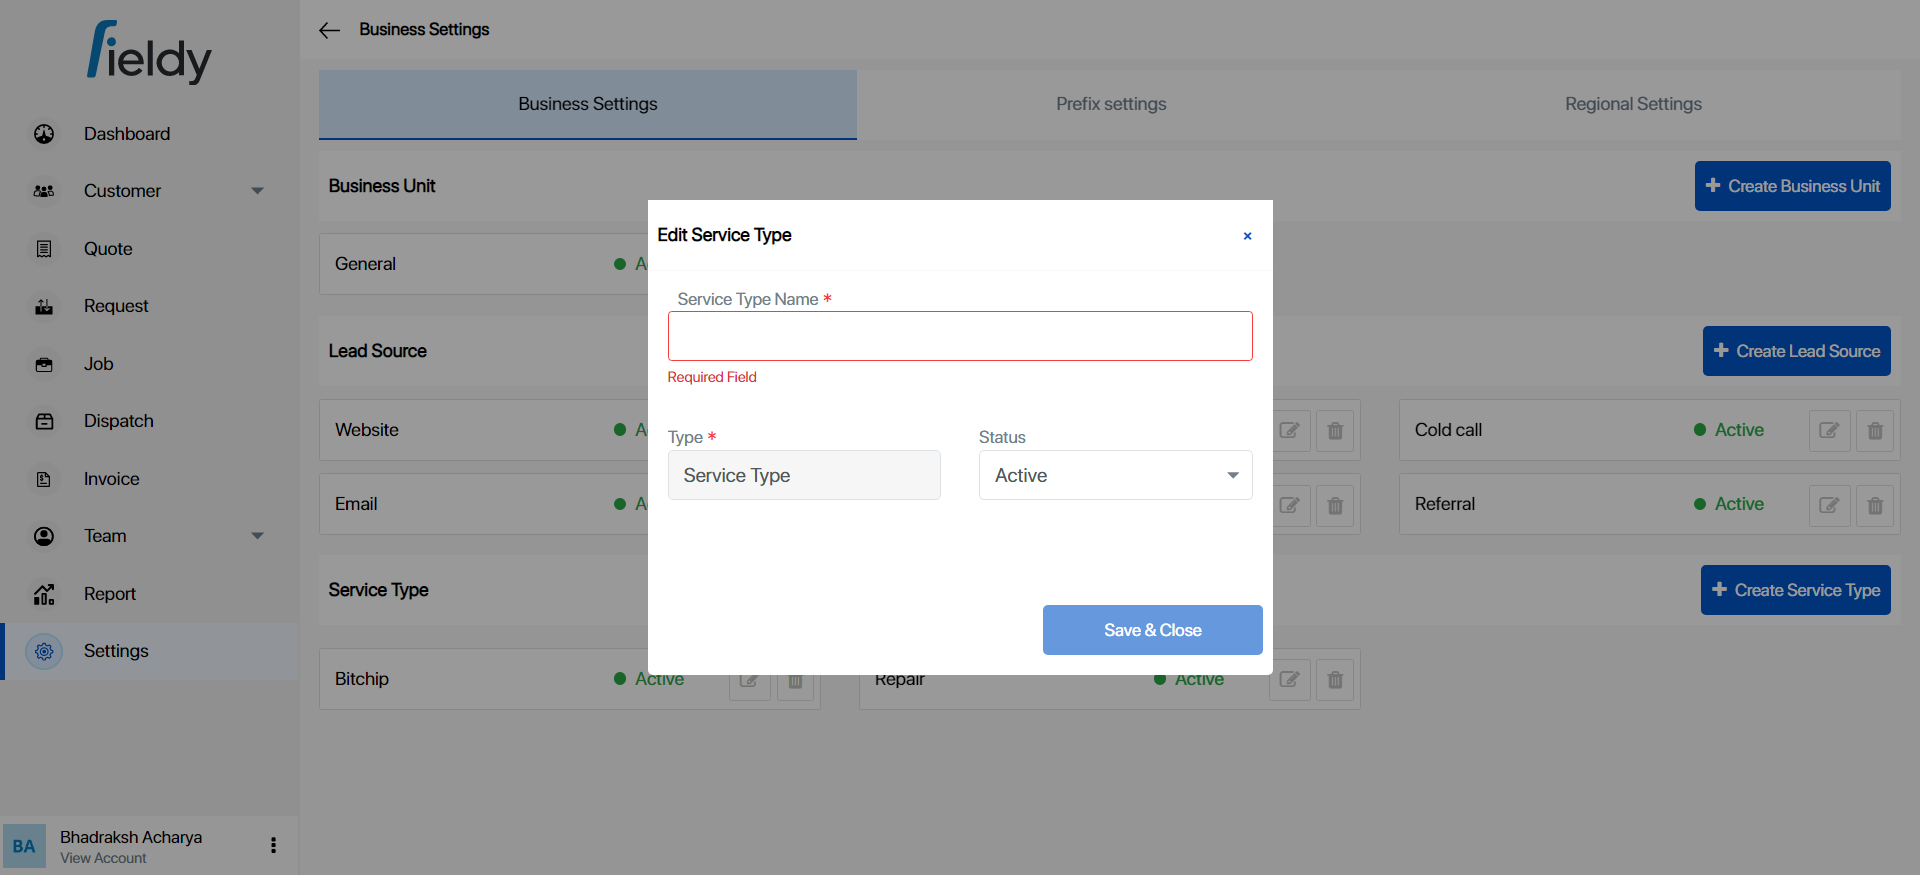 fieldy
Dashboard
Customer
Quote
Request
Job
Dispatch
Invoice
Team
Report
Settings
BA
Bhadraksh Acharya
View Account
Business Settings
Business Settings
Prefix settings
Regional Settings
Business Unit
+ Create Business Unit
General
A
Lead Source
+ Create Lead Source
Website
A
Cold call
Active
Email
A
Referral
Active
Service Type
+ Create Service Type
Bitchip
Active
Repair
Active
Edit Service Type
×
Service Type Name *
Required Field
Type *
Service Type
Status
Active
Save & Close